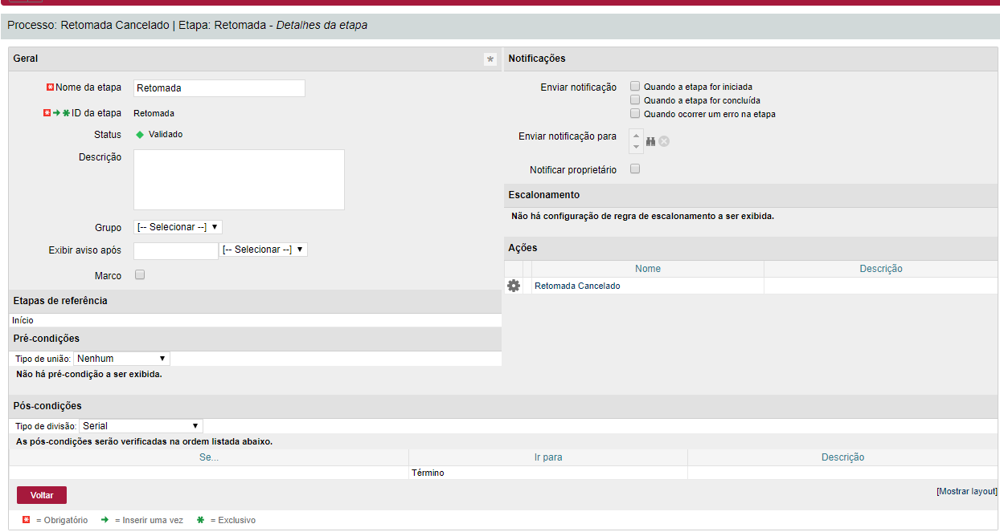 Processo: Retomada Cancelado | Etapa: Retomada - Detalhes da etapa
Geral
*
Nome da etapa
Retomada
ID da etapa
Retomada
Status
Validado
Descrição
Grupo
[-- Selecionar --]
Exibir aviso após
[-- Selecionar --]
Marco
Etapas de referência
Início
Pré-condições
Tipo de união: Nenhum
Não há pré-condição a ser exibida.
Notificações
Enviar notificação
Quando a etapa for iniciada
Quando a etapa for concluída
Quando ocorrer um erro na etapa
Enviar notificação para
Notificar proprietário
Escalonamento
Não há configuração de regra de escalonamento a ser exibida.
Ações
Nome Descrição
Retomada Cancelado
Pós-condições
Tipo de divisão: Serial
As pós-condições serão verificadas na ordem listada abaixo.
Se... Ir para Descrição
Término
Voltar
[Mostrar layout]
= Obrigatório = Inserir uma vez = Exclusivo